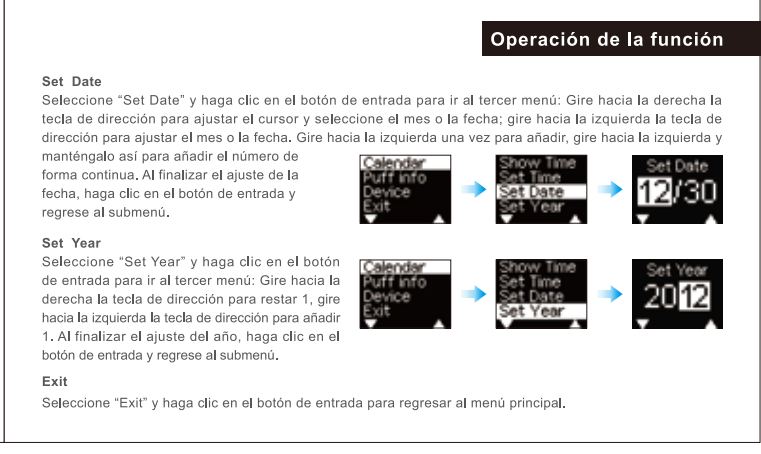 Operación de la función
Set Date
Seleccione “Set Date” y haga clic en el botón de entrada para ir al tercer menú: Gire hacia la derecha la
tecla de dirección para ajustar el cursor y seleccione el mes o la fecha; gire hacia la izquierda la tecla de
dirección para ajustar el mes o la fecha. Gire hacia la izquierda una vez para añadir, gire hacia la izquierda y
manténgalo así para añadir el número de
forma continua. Al finalizar el ajuste de la
fecha, haga clic en el botón de entrada y
regrese al submenú.
Calendar
Puff info
Device
Exit
Show Time
Set Time
Set Date
Set Year
Set Date
12/30
Set Year
Seleccione “Set Year” y haga clic en el botón
de entrada para ir al tercer menú: Gire hacia la
derecha la tecla de dirección para restar 1, gire
hacia la izquierda la tecla de dirección para añadir
1. Al finalizar el ajuste del año, haga clic en el
botón de entrada y regrese al submenú.
Calendar
Puff info
Device
Exit
Show Time
Set Time
Set Date
Set Year
Set Year
2012
Exit
Seleccione “Exit” y haga clic en el botón de entrada para regresar al menú principal.